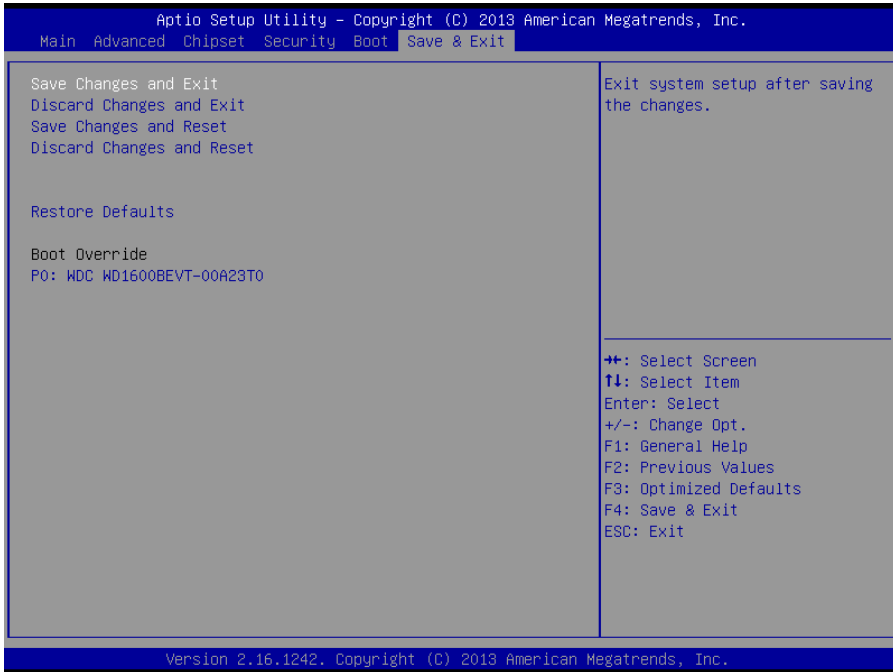 Aptio Setup Utility – Copyright (C) 2013 American Megatrends, Inc.
Main Advanced Chipset Security Boot Save & Exit
Save Changes and Exit
Discard Changes and Exit
Save Changes and Reset
Discard Changes and Reset
Restore Defaults
Boot Override
P0: WDC WD1600BEVT-00A23T0
Exit system setup after saving
the changes.
→←: Select Screen
↑↓: Select Item
Enter: Select
+/-: Change Opt.
F1: General Help
F2: Previous Values
F3: Optimized Defaults
F4: Save & Exit
ESC: Exit
Version 2.16.1242. Copyright (C) 2013 American Megatrends, Inc.